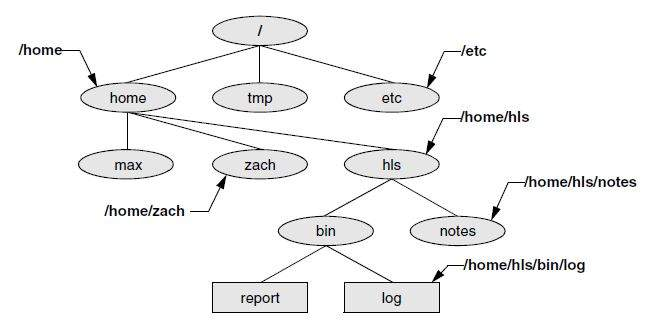 /
/home
/etc
home
tmp
etc
/home/hls
max
zach
hls
/home/hls/notes
/home/zach
bin
notes
/home/hls/bin/log
report
log